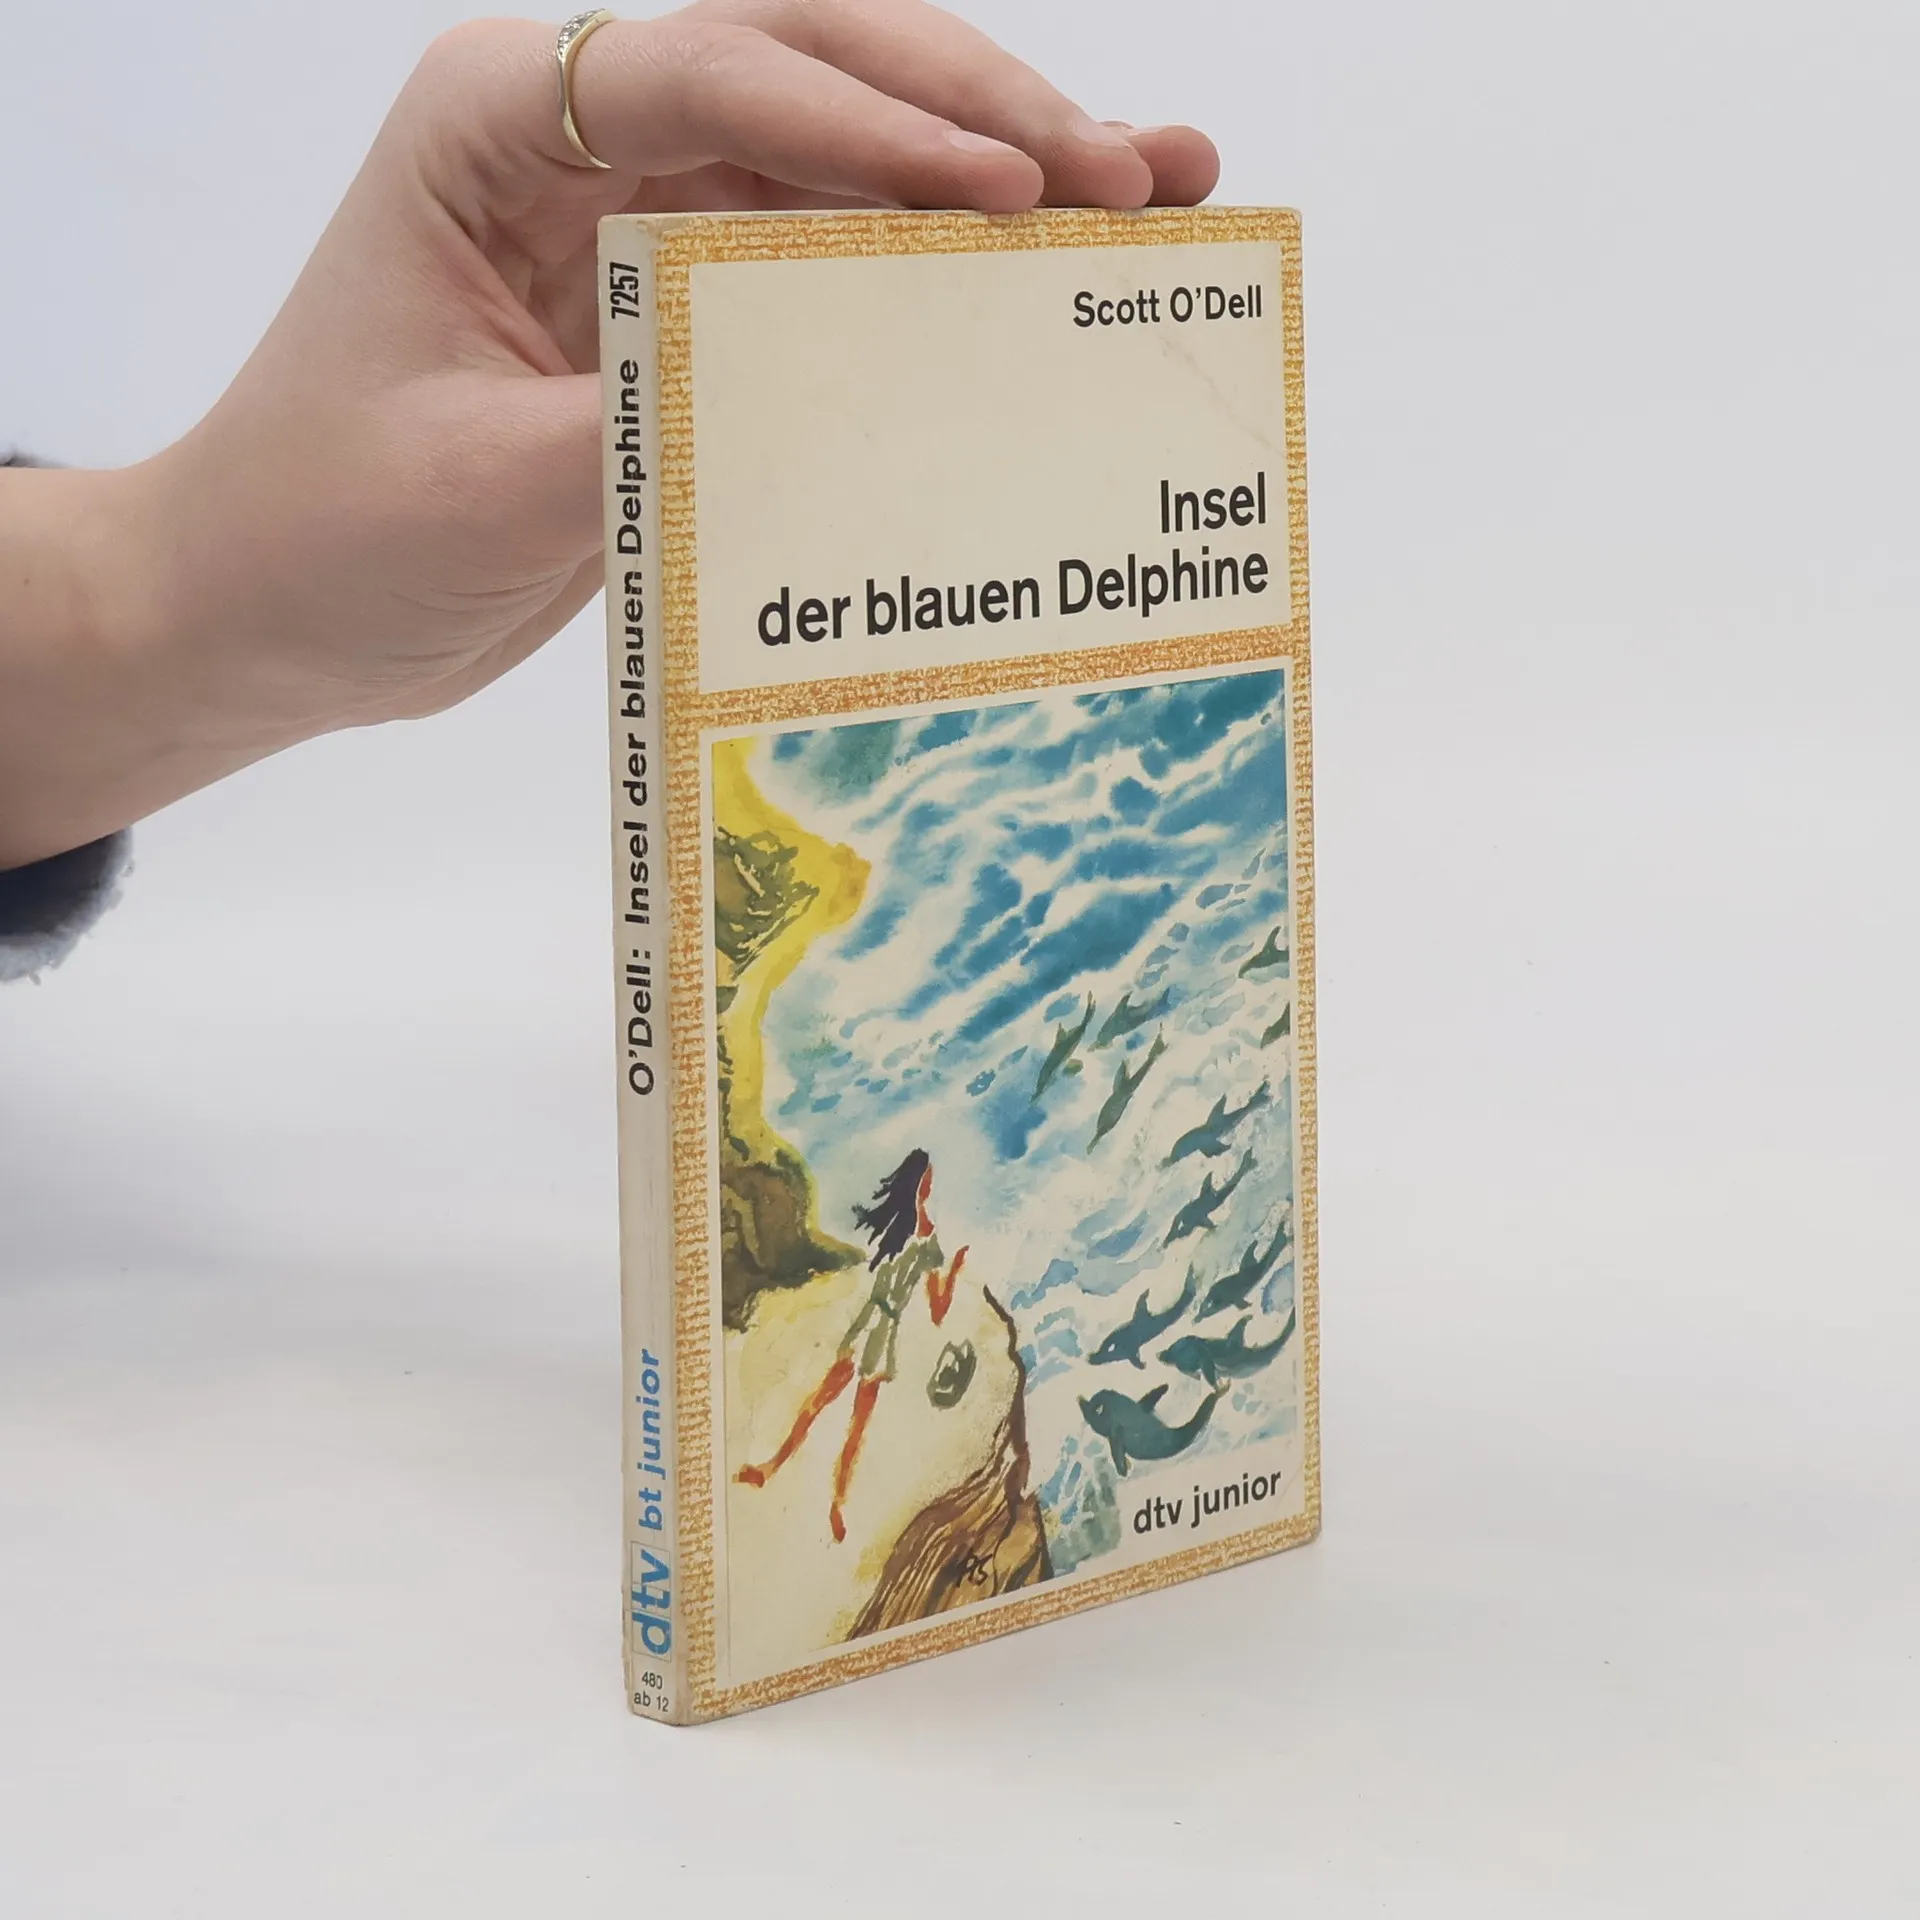 Scott O'Dell
Insel
der blauen Delphine
dtv junior
7257
O'Dell: Insel der blauen Delphine
dtv bt junior
480
ab 12